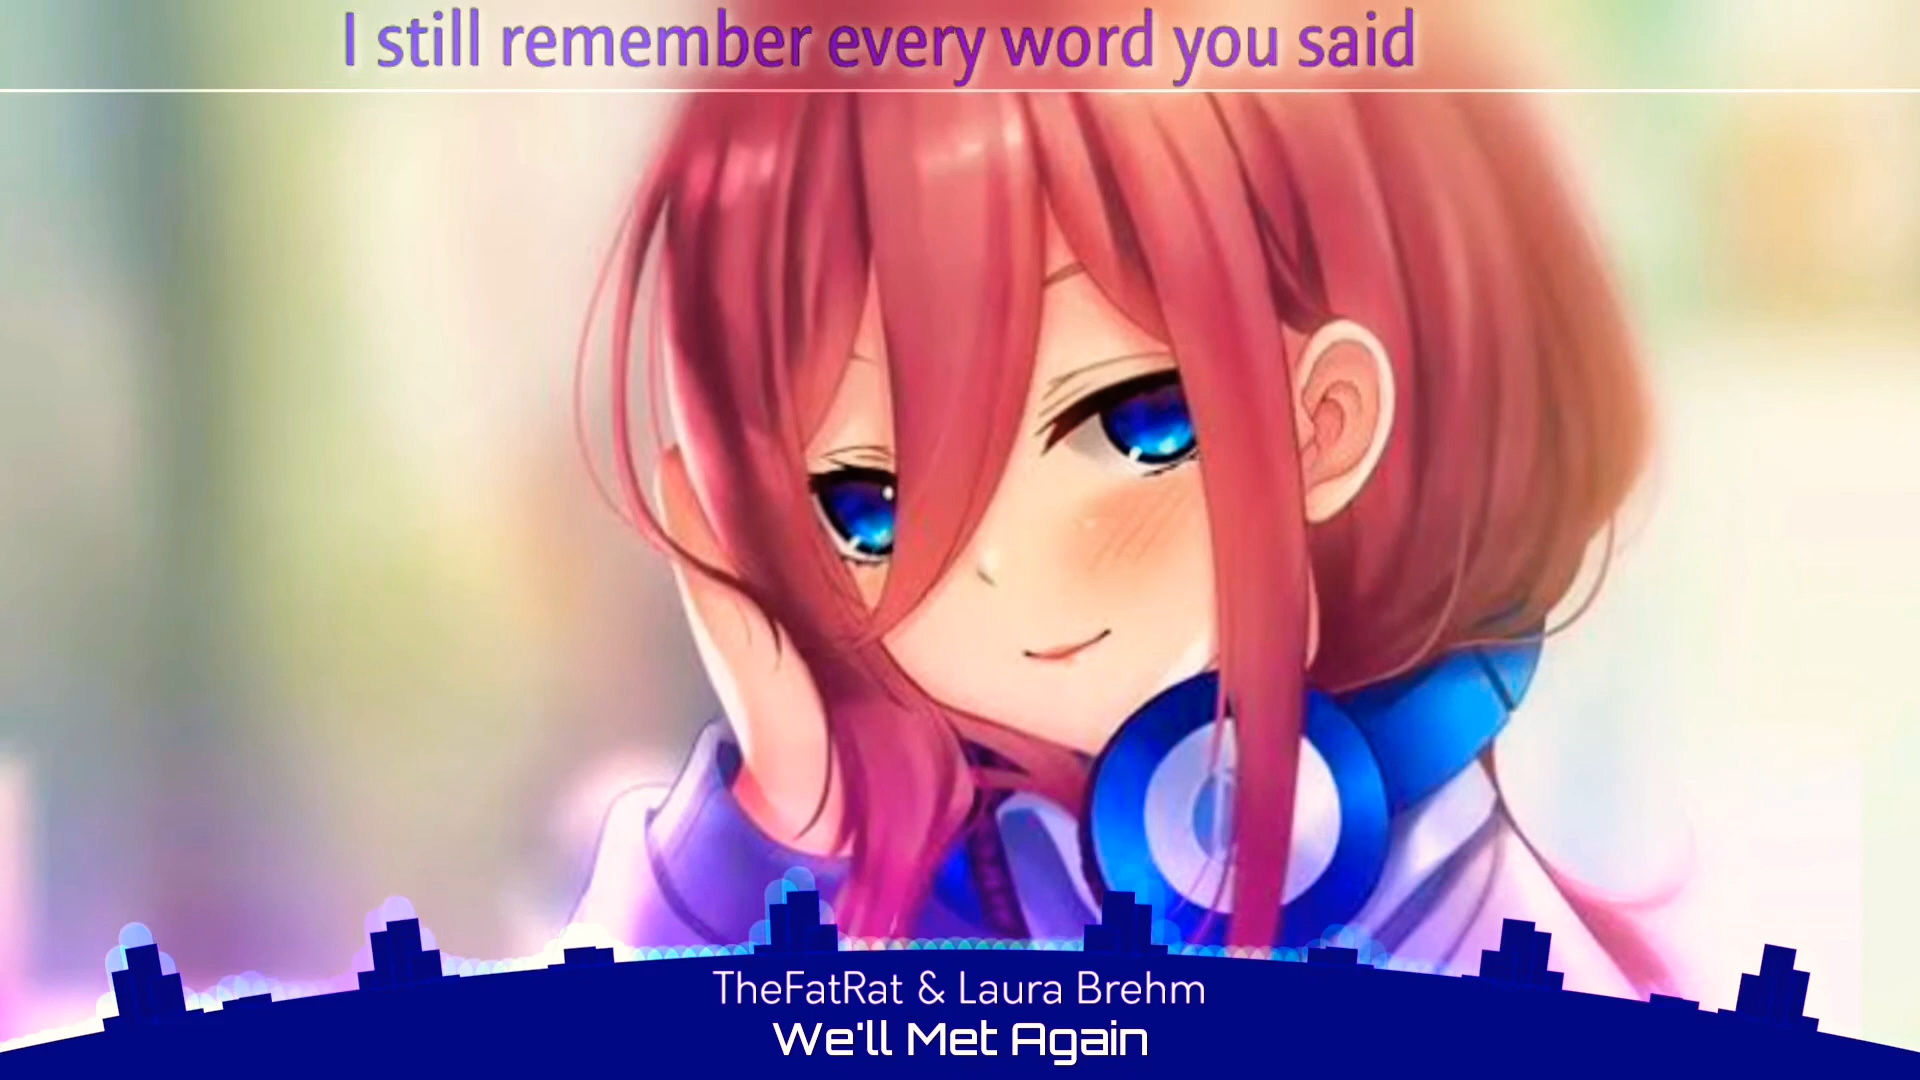 I still remember every word you said
TheFatRat & Laura Brehm
We'll Met Again